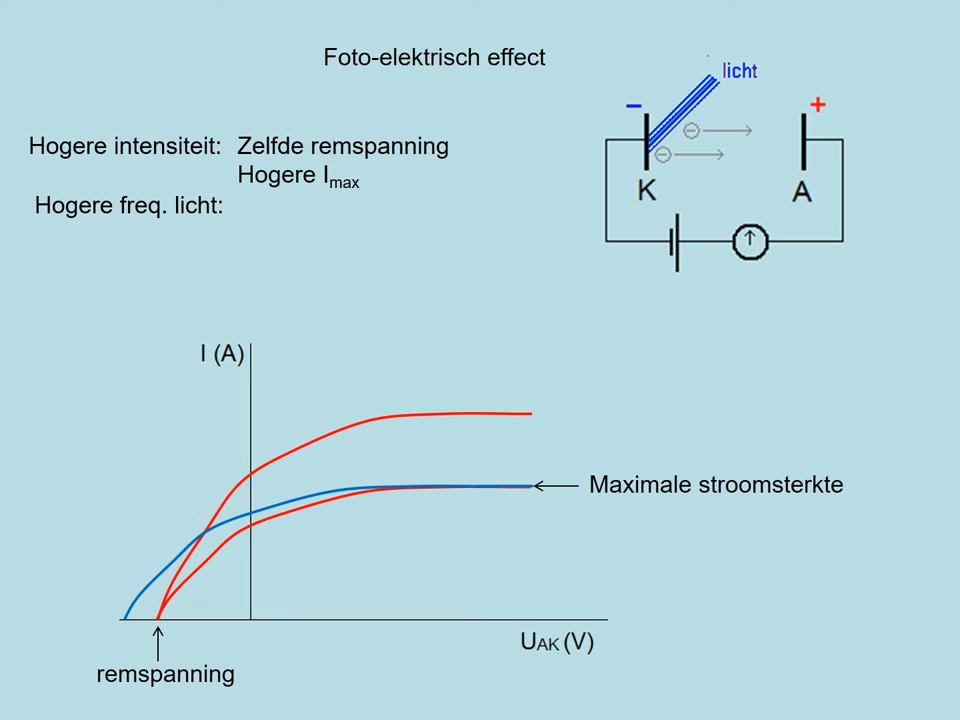 Foto-elektrisch effect
licht
− +
Hogere intensiteit: Zelfde remspanning
Hogere Imax
Hogere freq. licht:
K A
I (A)
Maximale stroomsterkte
UAK (V)
remspanning